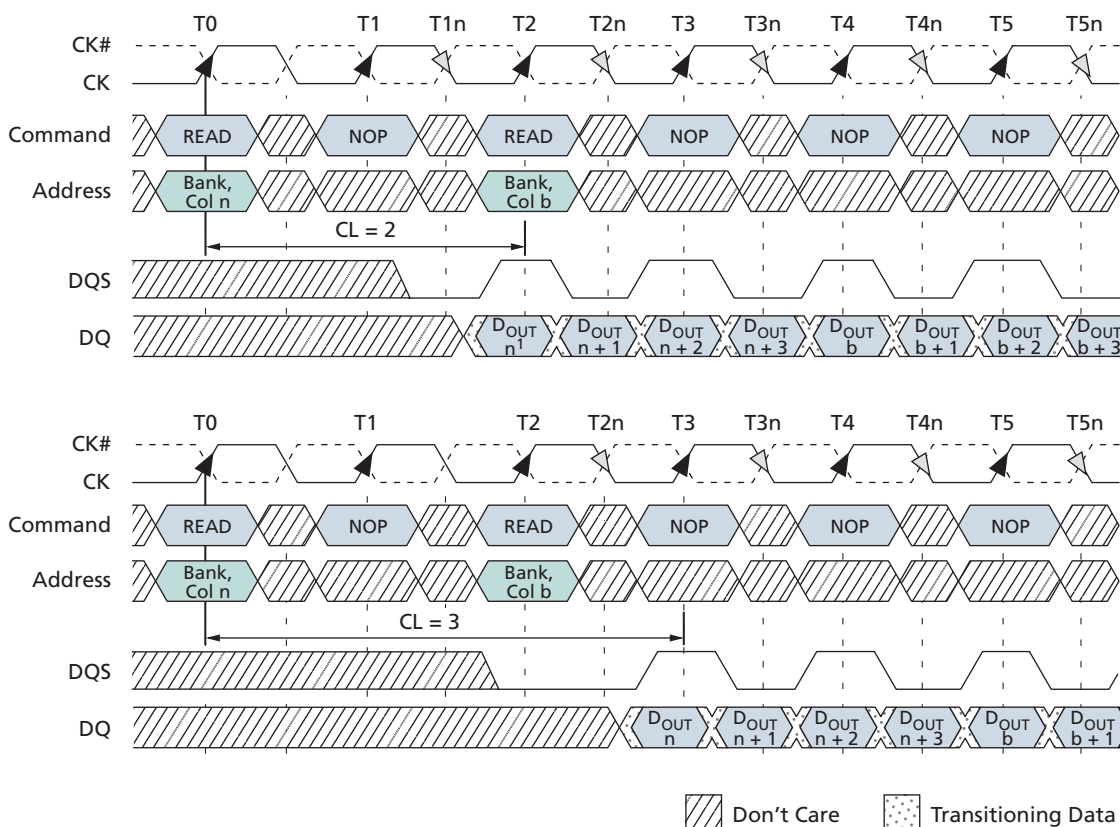 T0 T1 T1n T2 T2n T3 T3n T4 T4n T5 T5n
CK#
CK
Command READ NOP READ NOP NOP NOP
Address Bank, Col n Bank, Col b
CL = 2
DQS
DQ DOUT n1 DOUT n + 1 DOUT n + 2 DOUT n + 3 DOUT b DOUT b + 1 DOUT b + 2 DOUT b + 3
T0 T1 T2 T2n T3 T3n T4 T4n T5 T5n
CK#
CK
Command READ NOP READ NOP NOP NOP
Address Bank, Col n Bank, Col b
CL = 3
DQS
DQ DOUT n DOUT n + 1 DOUT n + 2 DOUT n + 3 DOUT b DOUT b + 1
Don't Care Transitioning Data